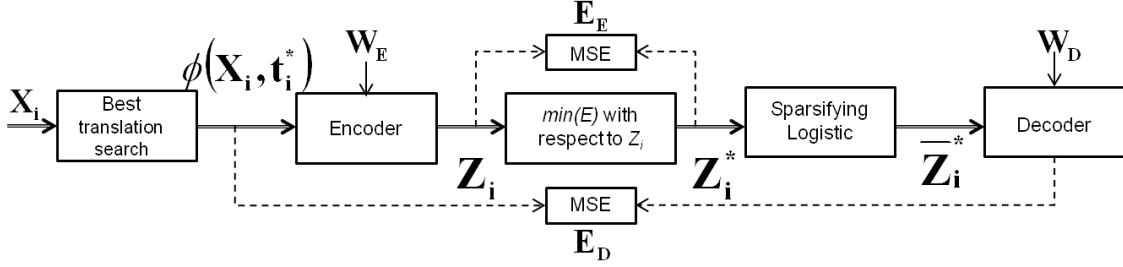 X_i
Best translation search
ϕ(X_i, t_i^*)
W_E
Encoder
Z_i
E_E
MSE
min(E) with respect to Z_i
Z_i^*
Sparsifying Logistic
Z̅_i^*
W_D
Decoder
MSE
E_D